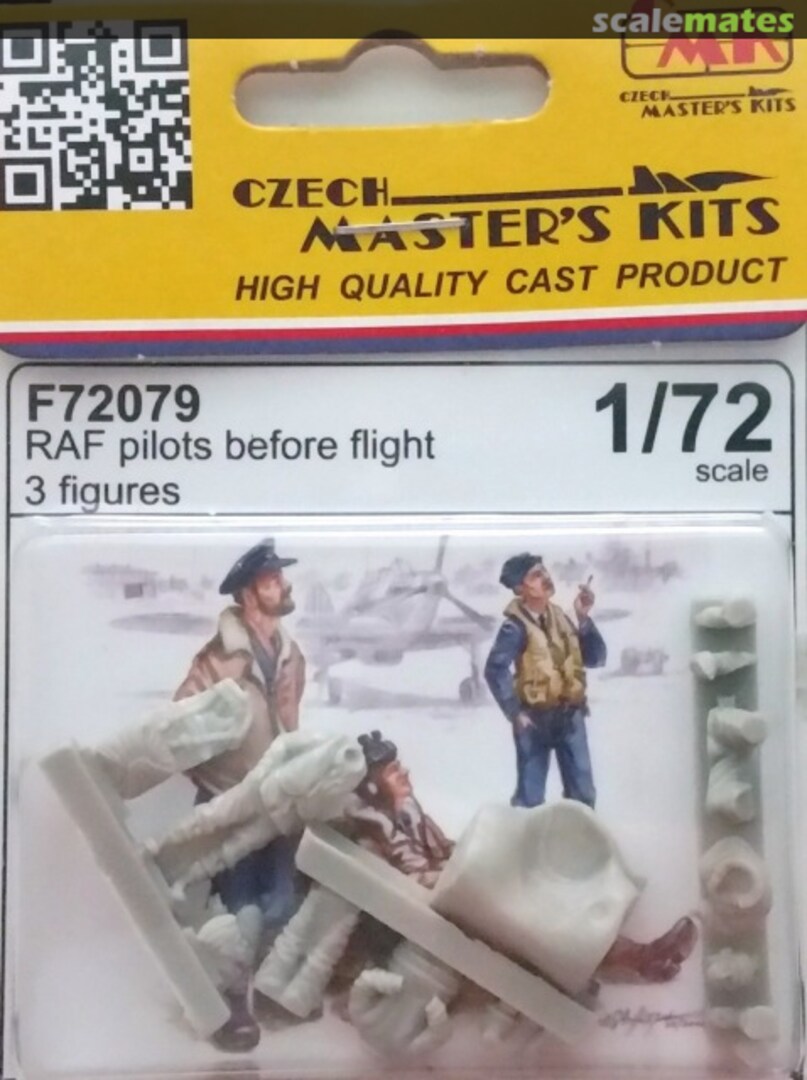 scalemates
MK
CZECH
MASTER'S KITS
CZECH
MASTER'S KITS
HIGH QUALITY CAST PRODUCT
F72079
1/72
RAF pilots before flight
scale
3 figures